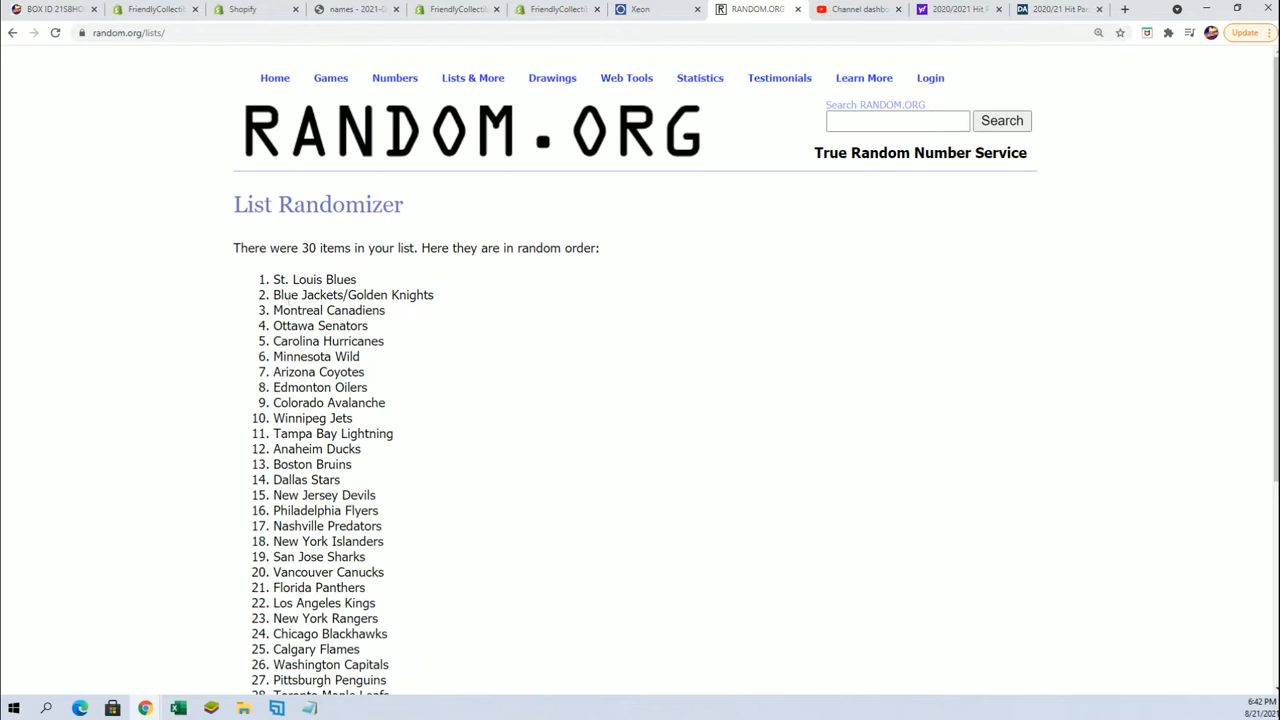 BOX ID 21S8HO
FriendlyCollectib
Shopify
names - 2021-0
FriendlyCollectib
FriendlyCollectib
Xeon
RANDOM.ORG
Channel dashbo
2020/2021 Hit P
2020/21 Hit Par
random.org/lists/
Update
Home Games Numbers Lists & More Drawings Web Tools Statistics Testimonials Learn More Login
RANDOM.ORG
Search RANDOM.ORG
Search
True Random Number Service
List Randomizer
There were 30 items in your list. Here they are in random order:
1. St. Louis Blues
2. Blue Jackets/Golden Knights
3. Montreal Canadiens
4. Ottawa Senators
5. Carolina Hurricanes
6. Minnesota Wild
7. Arizona Coyotes
8. Edmonton Oilers
9. Colorado Avalanche
10. Winnipeg Jets
11. Tampa Bay Lightning
12. Anaheim Ducks
13. Boston Bruins
14. Dallas Stars
15. New Jersey Devils
16. Philadelphia Flyers
17. Nashville Predators
18. New York Islanders
19. San Jose Sharks
20. Vancouver Canucks
21. Florida Panthers
22. Los Angeles Kings
23. New York Rangers
24. Chicago Blackhawks
25. Calgary Flames
26. Washington Capitals
27. Pittsburgh Penguins
28. Toronto Maple Leafs
6:42 PM
8/21/2021